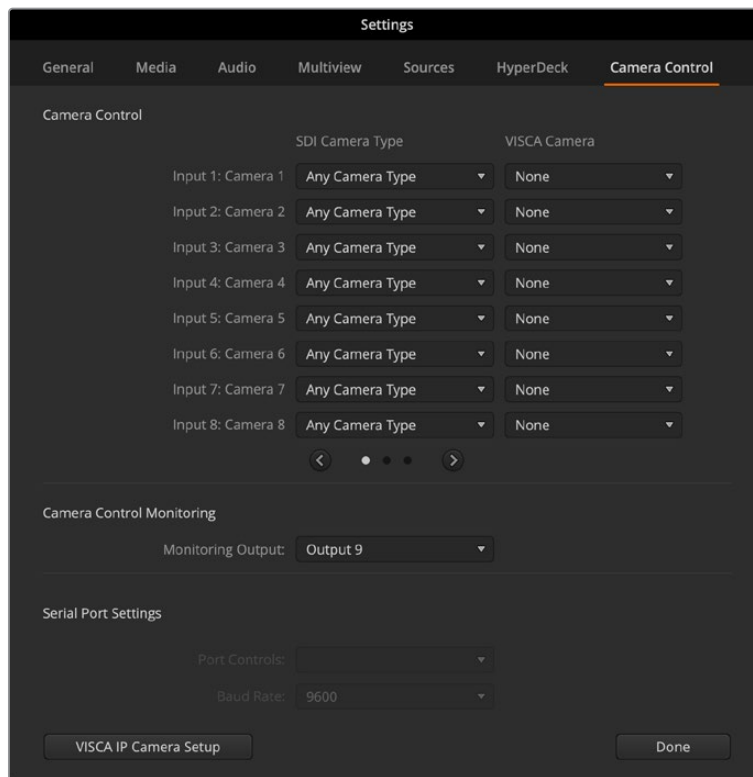 Settings
General Media Audio Multiview Sources HyperDeck Camera Control
Camera Control
SDI Camera Type VISCA Camera
Input 1: Camera 1 Any Camera Type None
Input 2: Camera 2 Any Camera Type None
Input 3: Camera 3 Any Camera Type None
Input 4: Camera 4 Any Camera Type None
Input 5: Camera 5 Any Camera Type None
Input 6: Camera 6 Any Camera Type None
Input 7: Camera 7 Any Camera Type None
Input 8: Camera 8 Any Camera Type None
Camera Control Monitoring
Monitoring Output: Output 9
Serial Port Settings
Port Controls:
Baud Rate: 9600
VISCA IP Camera Setup Done